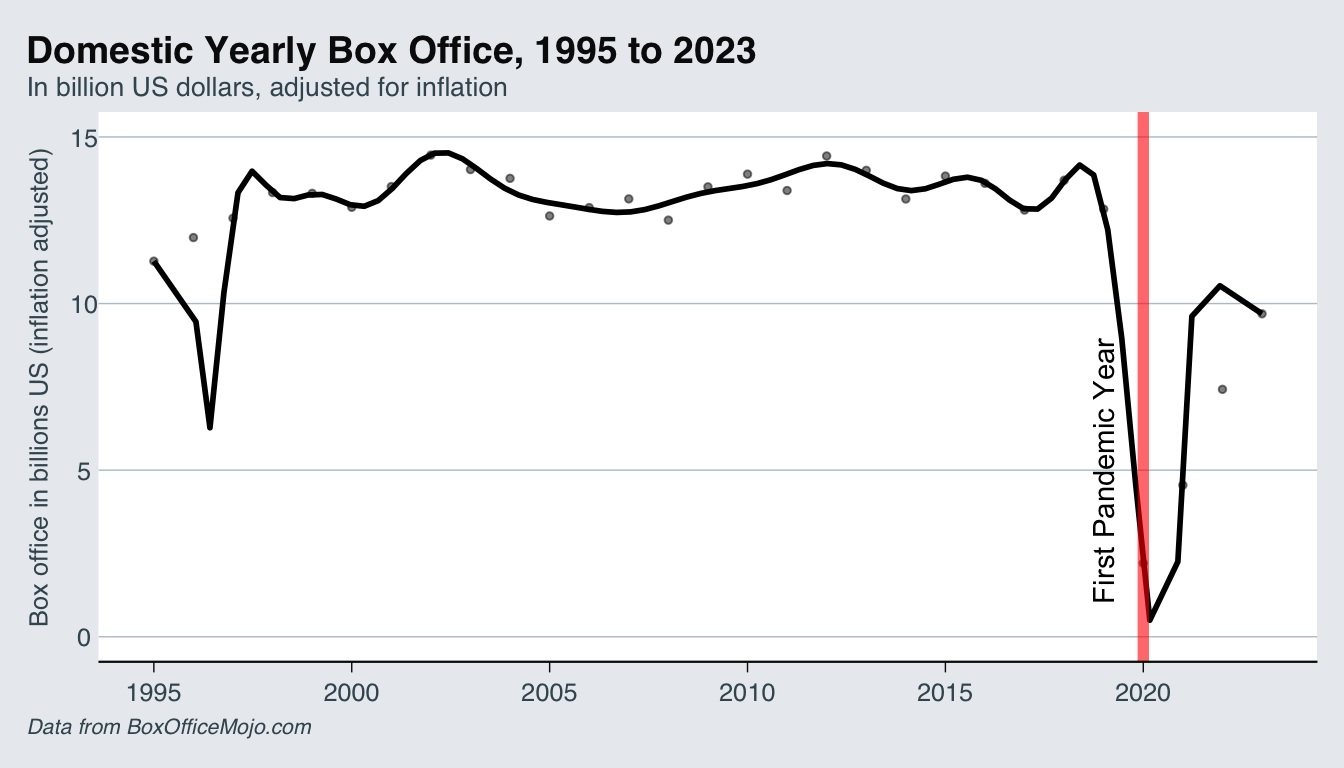 Domestic Yearly Box Office, 1995 to 2023
In billion US dollars, adjusted for inflation
Box office in billions US (inflation adjusted)
15
10
5
0
First Pandemic Year
1995 2000 2005 2010 2015 2020
Data from BoxOfficeMojo.com